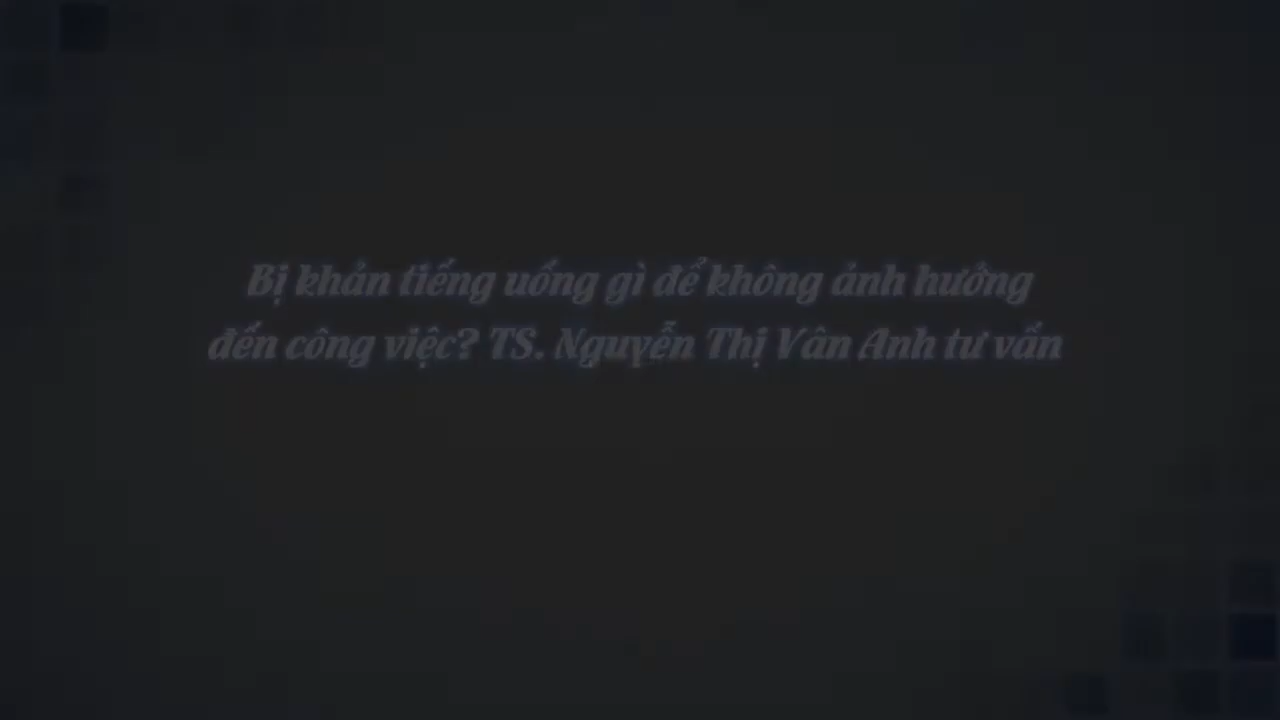 Bị khản tiếng uống gì để không ảnh hưởng
đến công việc? TS. Nguyễn Thị Vân Anh tư vấn